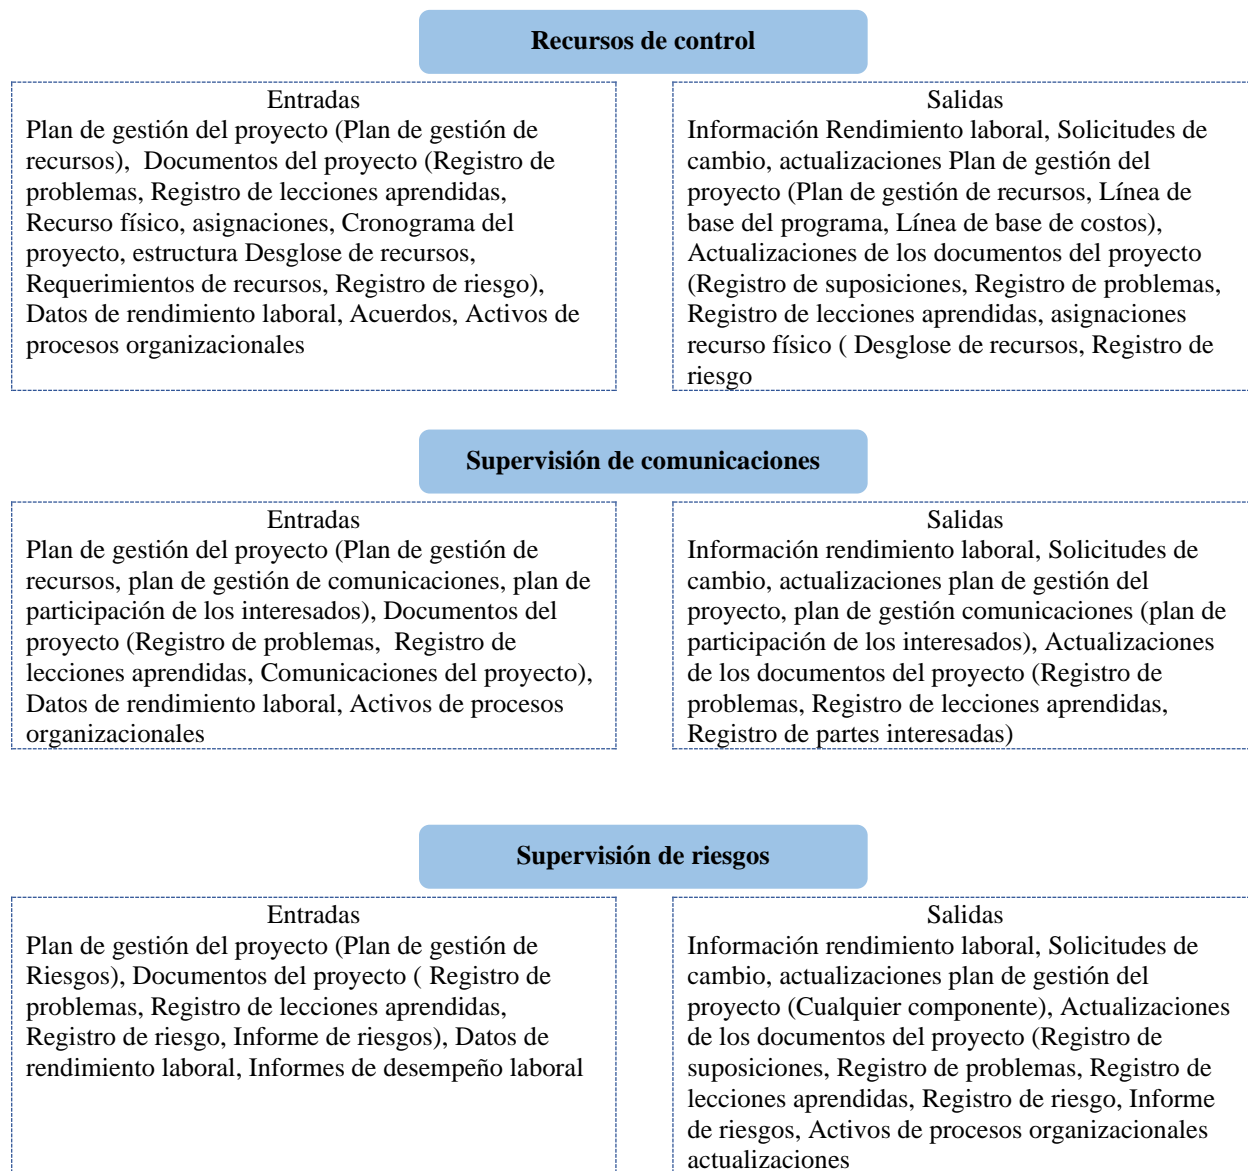 Recursos de control
Entradas
Plan de gestión del proyecto (Plan de gestión de
recursos),  Documentos del proyecto (Registro de
problemas, Registro de lecciones aprendidas,
Recurso físico, asignaciones, Cronograma del
proyecto, estructura Desglose de recursos,
Requerimientos de recursos, Registro de riesgo),
Datos de rendimiento laboral, Acuerdos, Activos de
procesos organizacionales
Salidas
Información Rendimiento laboral, Solicitudes de
cambio, actualizaciones Plan de gestión del
proyecto (Plan de gestión de recursos, Línea de
base del programa, Línea de base de costos),
Actualizaciones de los documentos del proyecto
(Registro de suposiciones, Registro de problemas,
Registro de lecciones aprendidas, asignaciones
recurso físico ( Desglose de recursos, Registro de
riesgo
Supervisión de comunicaciones
Entradas
Plan de gestión del proyecto (Plan de gestión de
recursos, plan de gestión de comunicaciones, plan de
participación de los interesados), Documentos del
proyecto (Registro de problemas,  Registro de
lecciones aprendidas, Comunicaciones del proyecto),
Datos de rendimiento laboral, Activos de procesos
organizacionales
Salidas
Información rendimiento laboral, Solicitudes de
cambio, actualizaciones plan de gestión del
proyecto, plan de gestión comunicaciones (plan de
participación de los interesados), Actualizaciones
de los documentos del proyecto (Registro de
problemas, Registro de lecciones aprendidas,
Registro de partes interesadas)
Supervisión de riesgos
Entradas
Plan de gestión del proyecto (Plan de gestión de
Riesgos), Documentos del proyecto ( Registro de
problemas, Registro de lecciones aprendidas,
Registro de riesgo, Informe de riesgos), Datos de
rendimiento laboral, Informes de desempeño laboral
Salidas
Información rendimiento laboral, Solicitudes de
cambio, actualizaciones plan de gestión del
proyecto (Cualquier componente), Actualizaciones
de los documentos del proyecto (Registro de
suposiciones, Registro de problemas, Registro de
lecciones aprendidas, Registro de riesgo, Informe
de riesgos, Activos de procesos organizacionales
actualizaciones